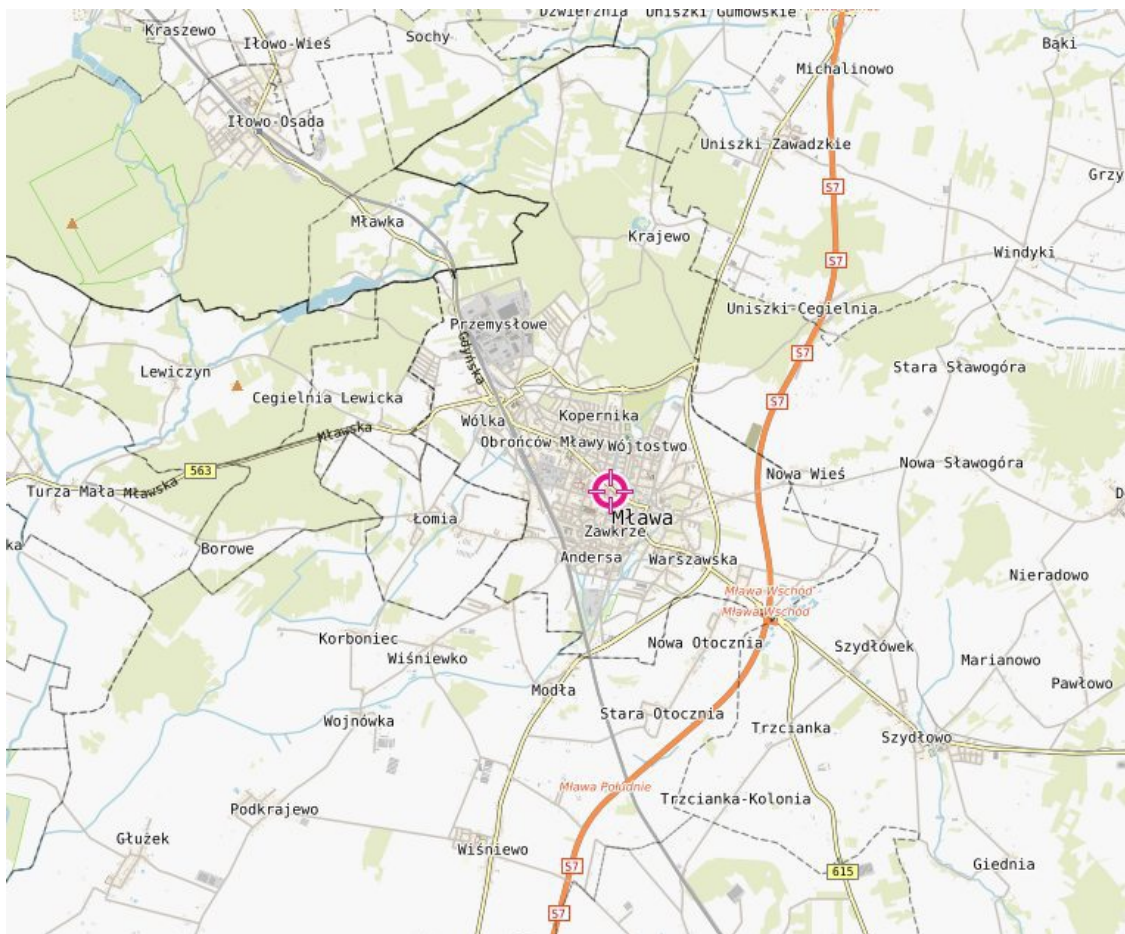 Dźwierznia
Uniszki Gumowskie
Kraszewo
Iłowo-Wieś
Sochy
Bąki
Michalinowo
Iłowo-Osada
Uniszki Zawadzkie
Grzy
S7
Mławka
Krajewo
Windyki
S7
Uniszki-Cegielnia
Przemysłowe
Gdyńska
S7
Lewiczyn
Stara Sławogóra
Cegielnia Lewicka
S7
Kopernika
Wólka
Mławska
Obrońców Mławy
Wójtostwo
563
Nowa Wieś
Nowa Sławogóra
Turza Mała
Mławska
D
Łomia
Mława
Zawkrze
ka
Borowe
Andersa
Warszawska
Nieradowo
Mława Wschód
Mława Wschód
Korboniec
Nowa Otocznia
Szydłówek
Wiśniewko
Marianowo
Modła
Pawłowo
Stara Otocznia
Wojnówka
Trzcianka
Szydłowo
Mława Południe
Trzcianka-Kolonia
Podkrajewo
Głużek
Wiśniewo
Giednia
S7
615
S7